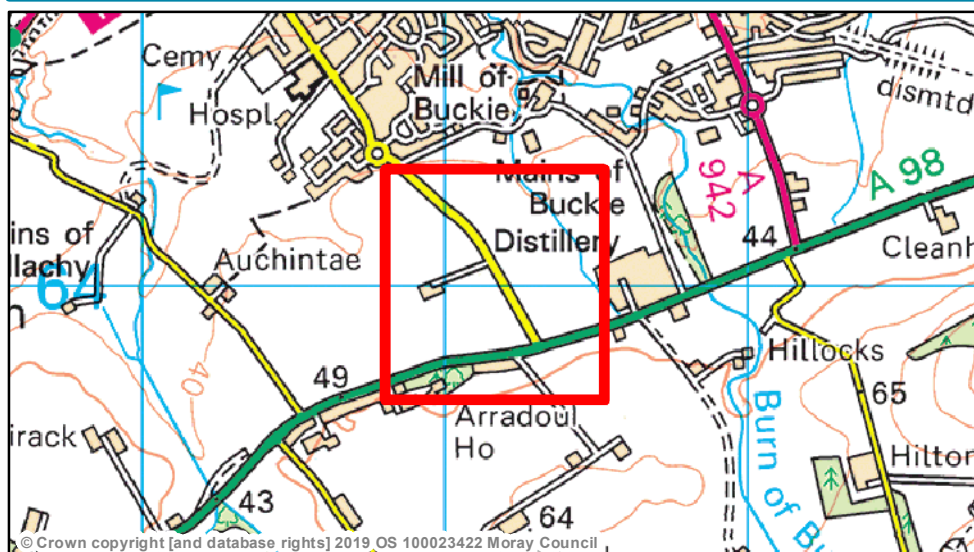 Cemy
Hospl.
Mill of
Buckie
dismtd
Mains of
Buckie
Distillery
A
942
A 98
44
ins of
llachy
64
Auchintae
Cleanh
n
40
49
Hillocks
65
irack
Arradoul
Ho
Burn of Bu
Hilton
43
64
© Crown copyright [and database rights] 2019 OS 100023422 Moray Council